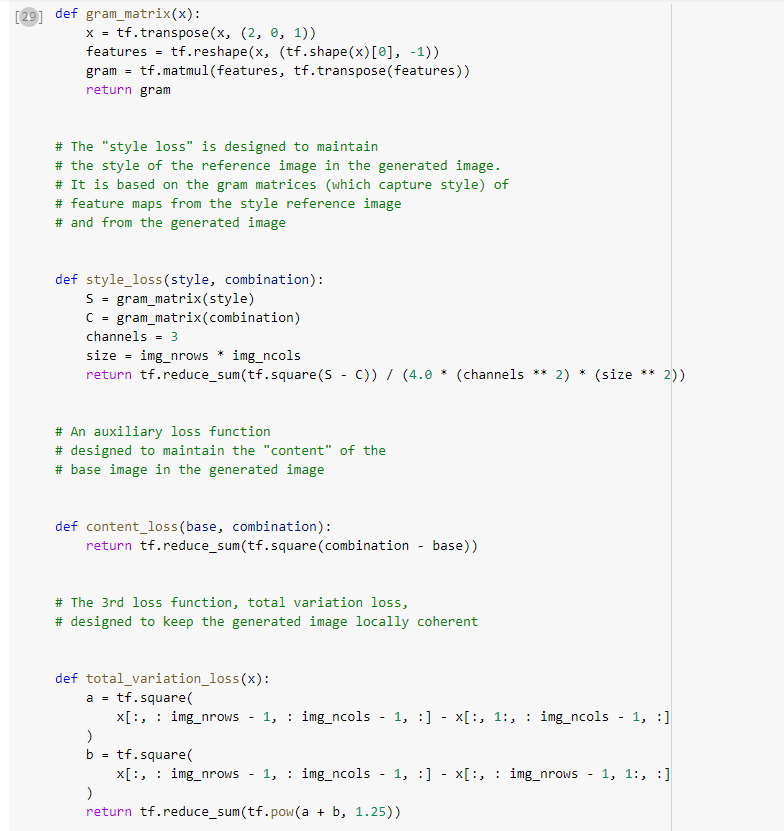 [29] def gram_matrix(x):
    x = tf.transpose(x, (2, 0, 1))
    features = tf.reshape(x, (tf.shape(x)[0], -1))
    gram = tf.matmul(features, tf.transpose(features))
    return gram
# The "style loss" is designed to maintain
# the style of the reference image in the generated image.
# It is based on the gram matrices (which capture style) of
# feature maps from the style reference image
# and from the generated image
def style_loss(style, combination):
    S = gram_matrix(style)
    C = gram_matrix(combination)
    channels = 3
    size = img_nrows * img_ncols
    return tf.reduce_sum(tf.square(S - C)) / (4.0 * (channels ** 2) * (size ** 2))
# An auxiliary loss function
# designed to maintain the "content" of the
# base image in the generated image
def content_loss(base, combination):
    return tf.reduce_sum(tf.square(combination - base))
# The 3rd loss function, total variation loss,
# designed to keep the generated image locally coherent
def total_variation_loss(x):
    a = tf.square(
        x[:, : img_nrows - 1, : img_ncols - 1, :] - x[:, 1:, : img_ncols - 1, :]
    )
    b = tf.square(
        x[:, : img_nrows - 1, : img_ncols - 1, :] - x[:, : img_nrows - 1, 1:, :]
    )
    return tf.reduce_sum(tf.pow(a + b, 1.25))